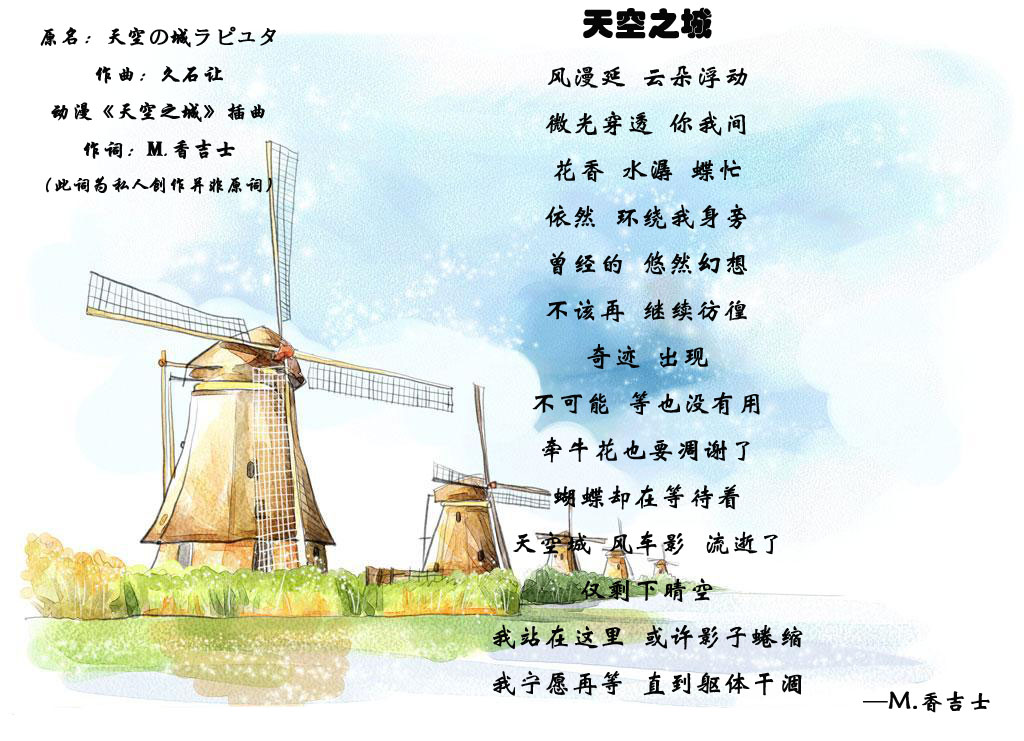 原名：天空の城ラピュタ
作曲：久石让
动漫《天空之城》插曲
作词：M.香吉士
（此词为私人创作并非原词）
天空之城
风漫延 云朵浮动
微光穿透 你我间
花香 水潺 蝶忙
依然 环绕我身旁
曾经的 悠然幻想
不该再 继续彷徨
奇迹 出现
不可能 等也没有用
牵牛花也要凋谢了
蝴蝶却在等待着
天空城 风车影 流逝了
仅剩下晴空
我站在这里 或许影子蜷缩
我宁愿再等 直到躯体干涸
—M.香吉士